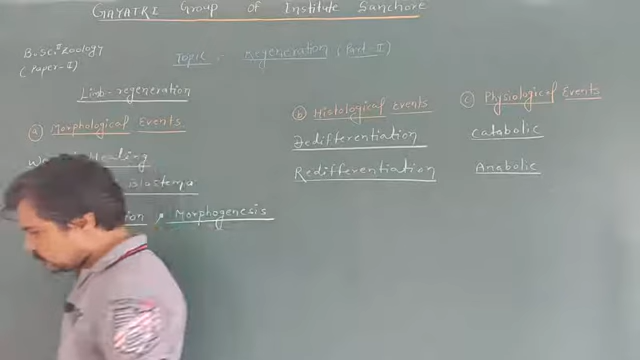 GAYATRI Group of Institute Sanchore
B.Sc. II Zoology
(Paper-I)
Topic - Regeneration (Part-II)
Limb-regeneration
(A) Morphological Events
Healing
Blastema
Morphogenesis
(b) Histological Events
Dedifferentiation
Redifferentiation
(C) Physiological Events
Catabolic
Anabolic